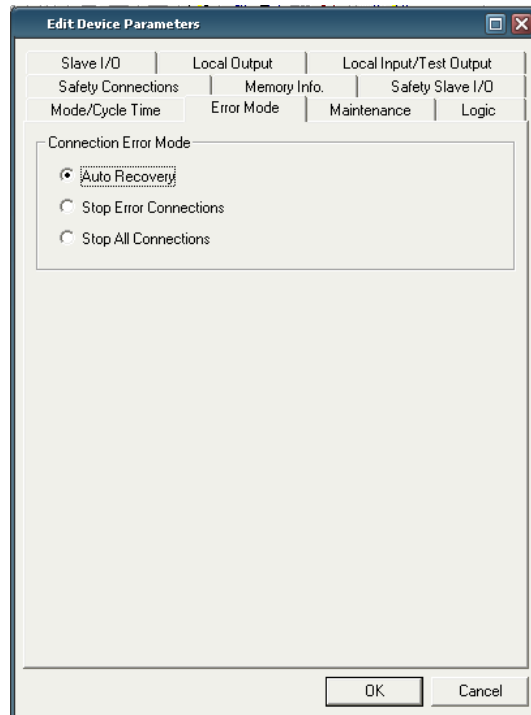 Edit Device Parameters
Slave I/O Local Output Local Input/Test Output
Safety Connections Memory Info. Safety Slave I/O
Mode/Cycle Time Error Mode Maintenance Logic
Connection Error Mode
Auto Recovery
Stop Error Connections
Stop All Connections
OK Cancel